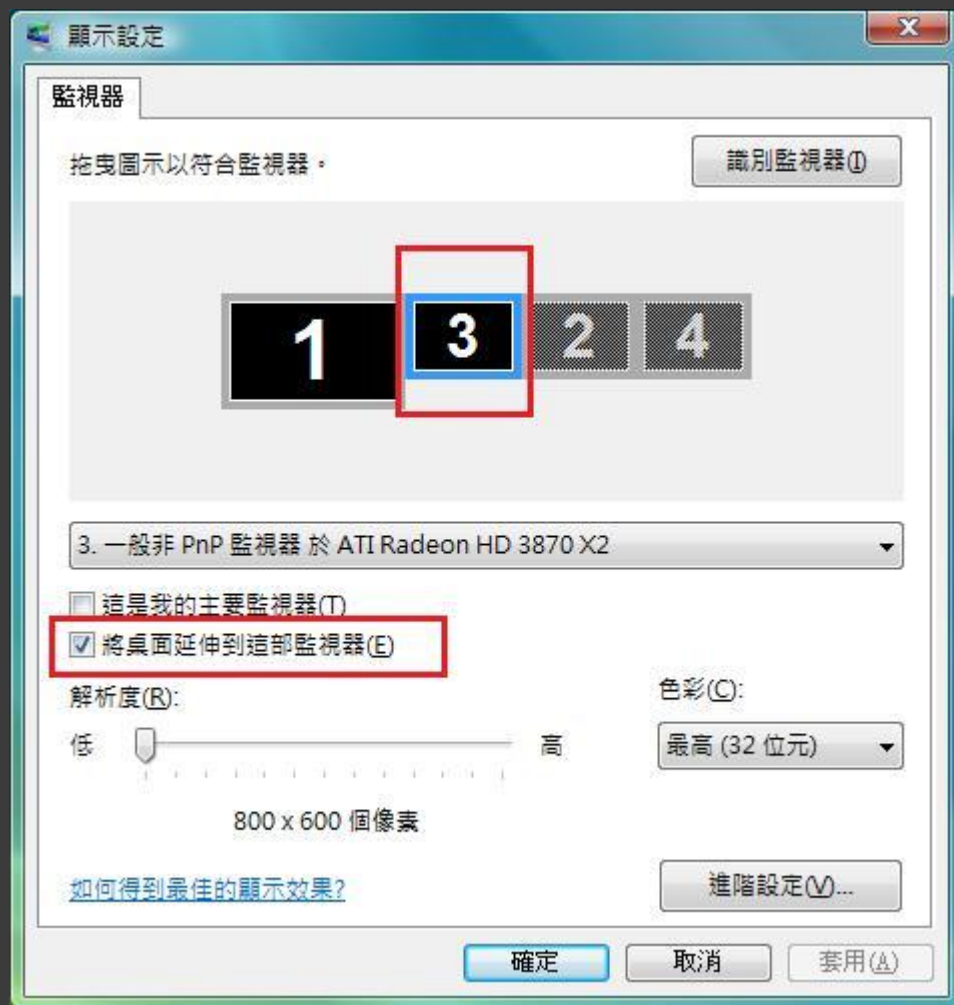 顯示設定
監視器
拖曳圖示以符合監視器。
識別監視器(I)
1 3 2 4
3. 一般非 PnP 監視器 於 ATI Radeon HD 3870 X2
這是我的主要監視器(T)
將桌面延伸到這部監視器(E)
解析度(R):
色彩(C):
低 高
最高 (32 位元)
800 x 600 個像素
如何得到最佳的顯示效果?
進階設定(V)...
確定 取消 套用(A)